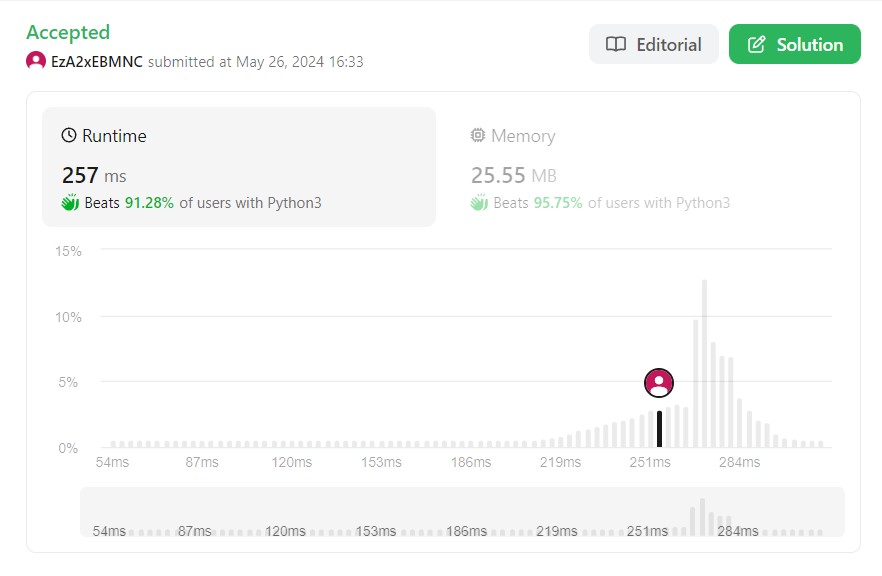 Accepted
EzA2xEBMNC submitted at May 26, 2024 16:33
Editorial
Solution
Runtime
257 ms
Beats 91.28% of users with Python3
Memory
25.55 MB
Beats 95.75% of users with Python3
15%
10%
5%
0%
54ms 87ms 120ms 153ms 186ms 219ms 251ms 284ms
54ms 87ms 120ms 153ms 186ms 219ms 251ms 284ms